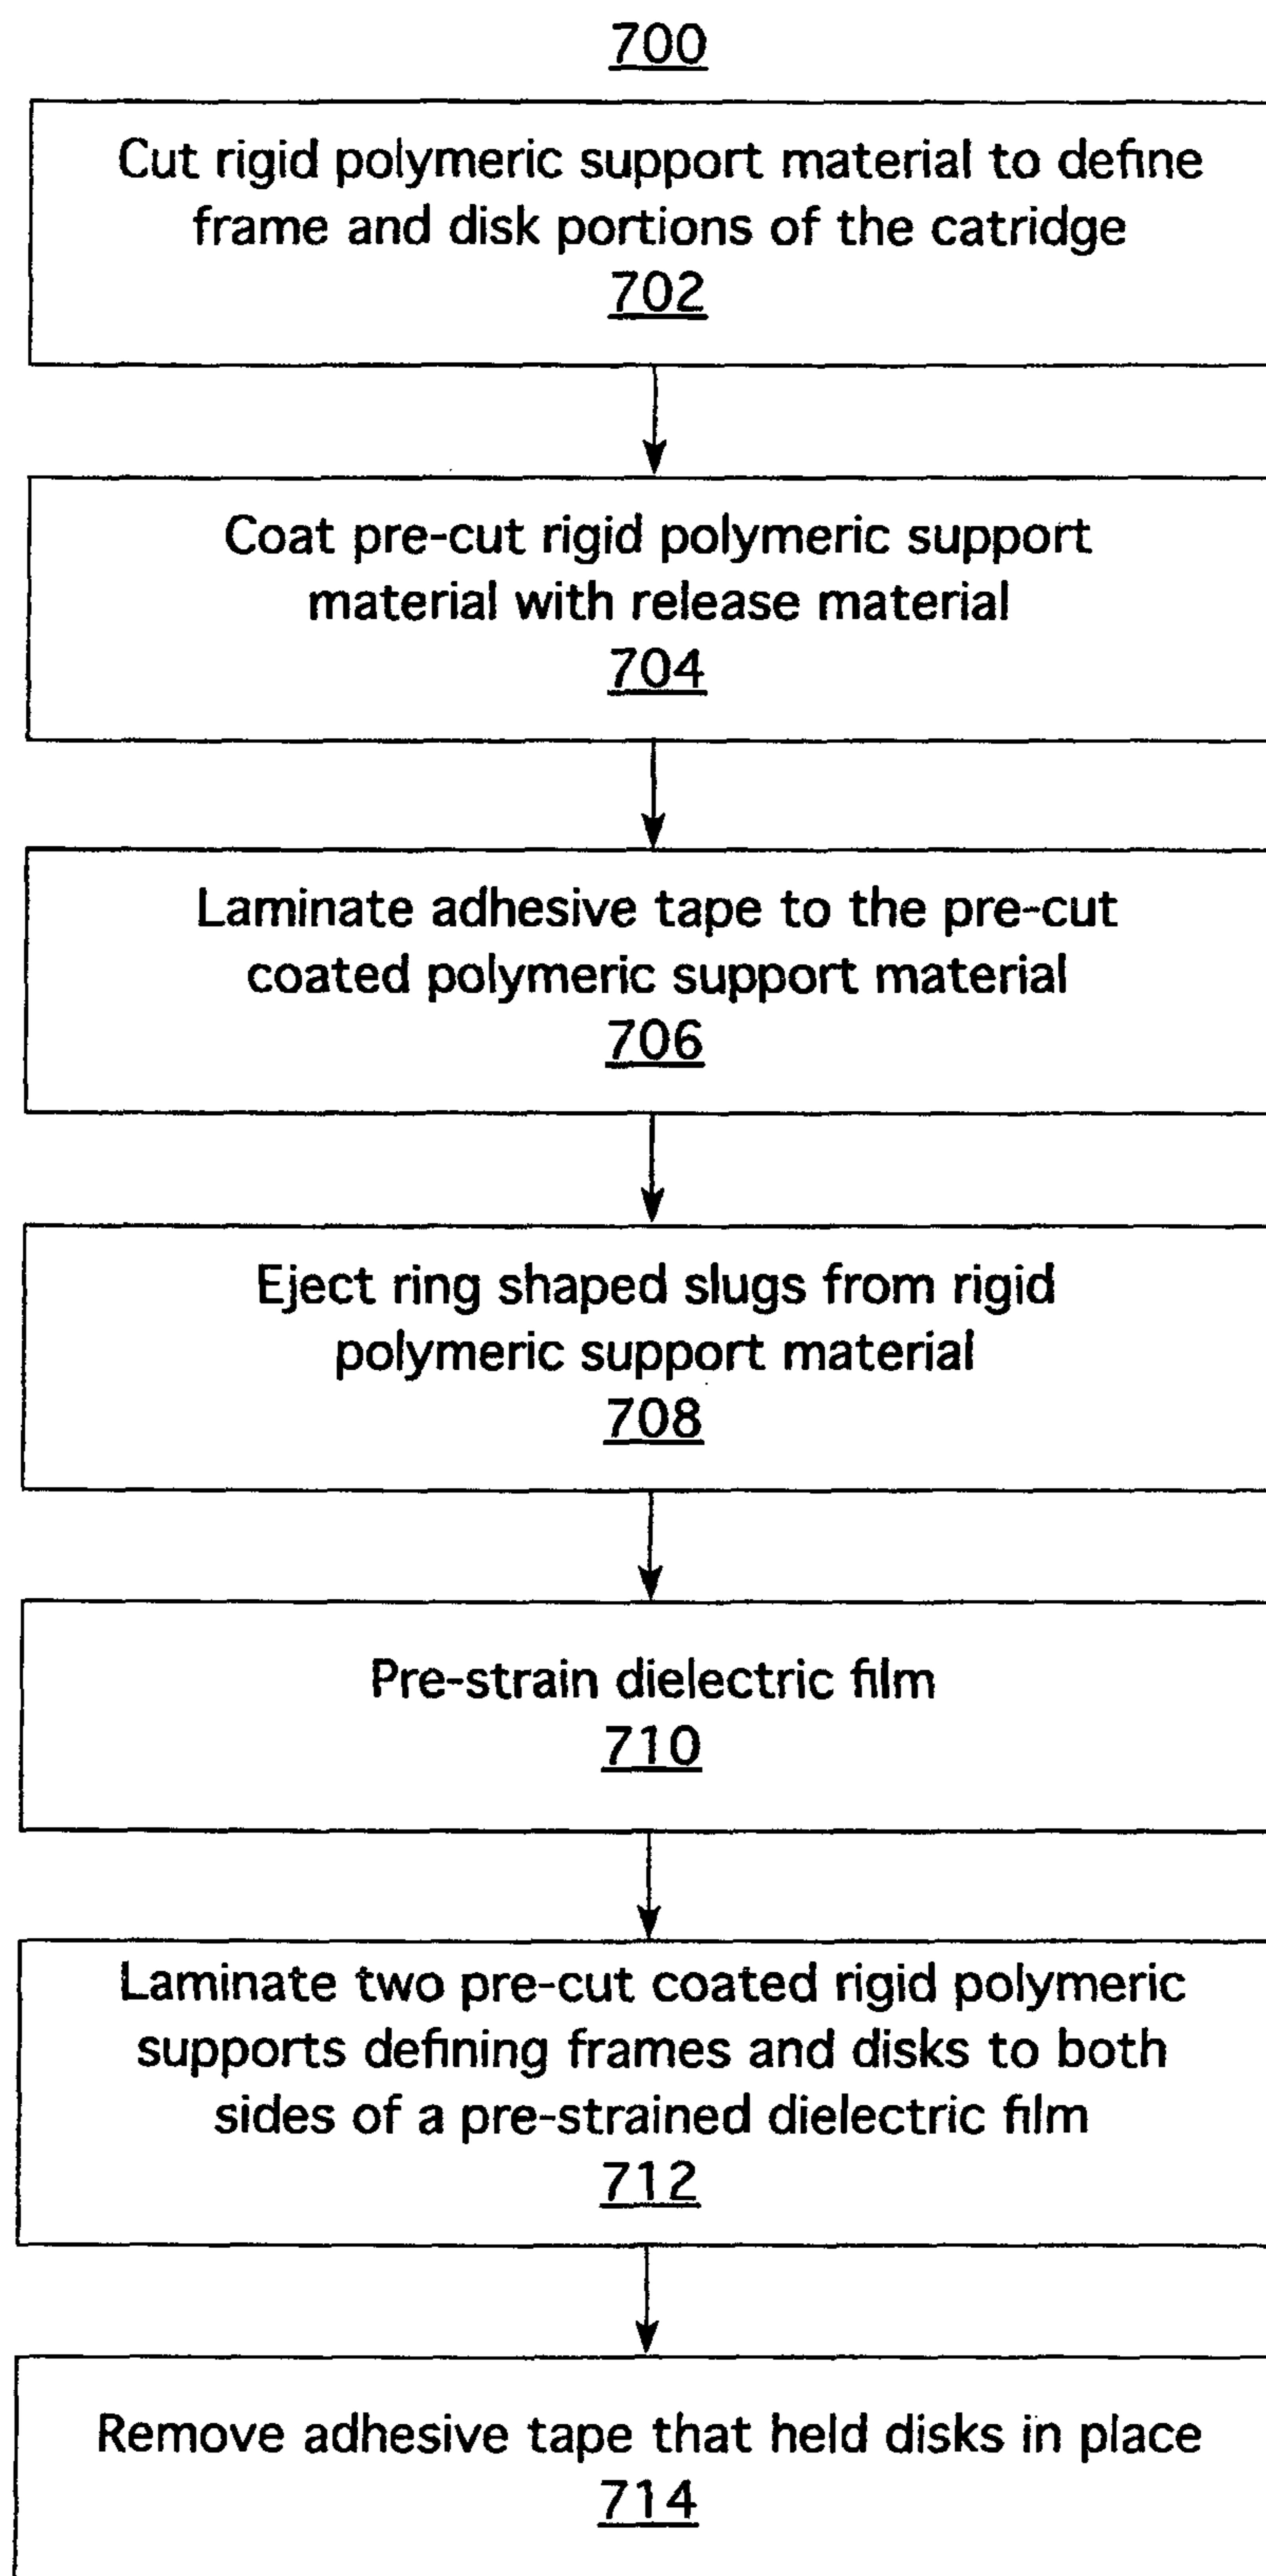 700
Cut rigid polymeric support material to define
frame and disk portions of the catridge
702
Coat pre-cut rigid polymeric support
material with release material
704
Laminate adhesive tape to the pre-cut
coated polymeric support material
706
Eject ring shaped slugs from rigid
polymeric support material
708
Pre-strain dielectric film
710
Laminate two pre-cut coated rigid polymeric
supports defining frames and disks to both
sides of a pre-strained dielectric film
712
Remove adhesive tape that held disks in place
714